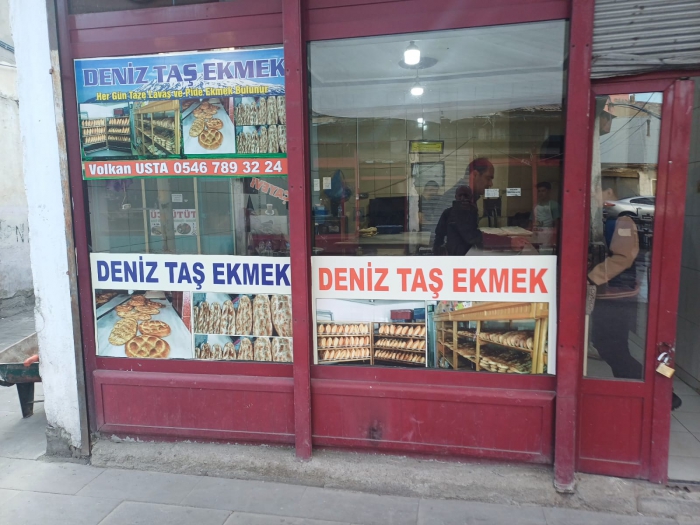 DENİZ TAŞ EKMEK
Her Gün Taze Lavaş ve Pide Ekmek Bulunur
Volkan USTA 0546 789 32 24
DENİZ TAŞ EKMEK
DENİZ TAŞ EKMEK